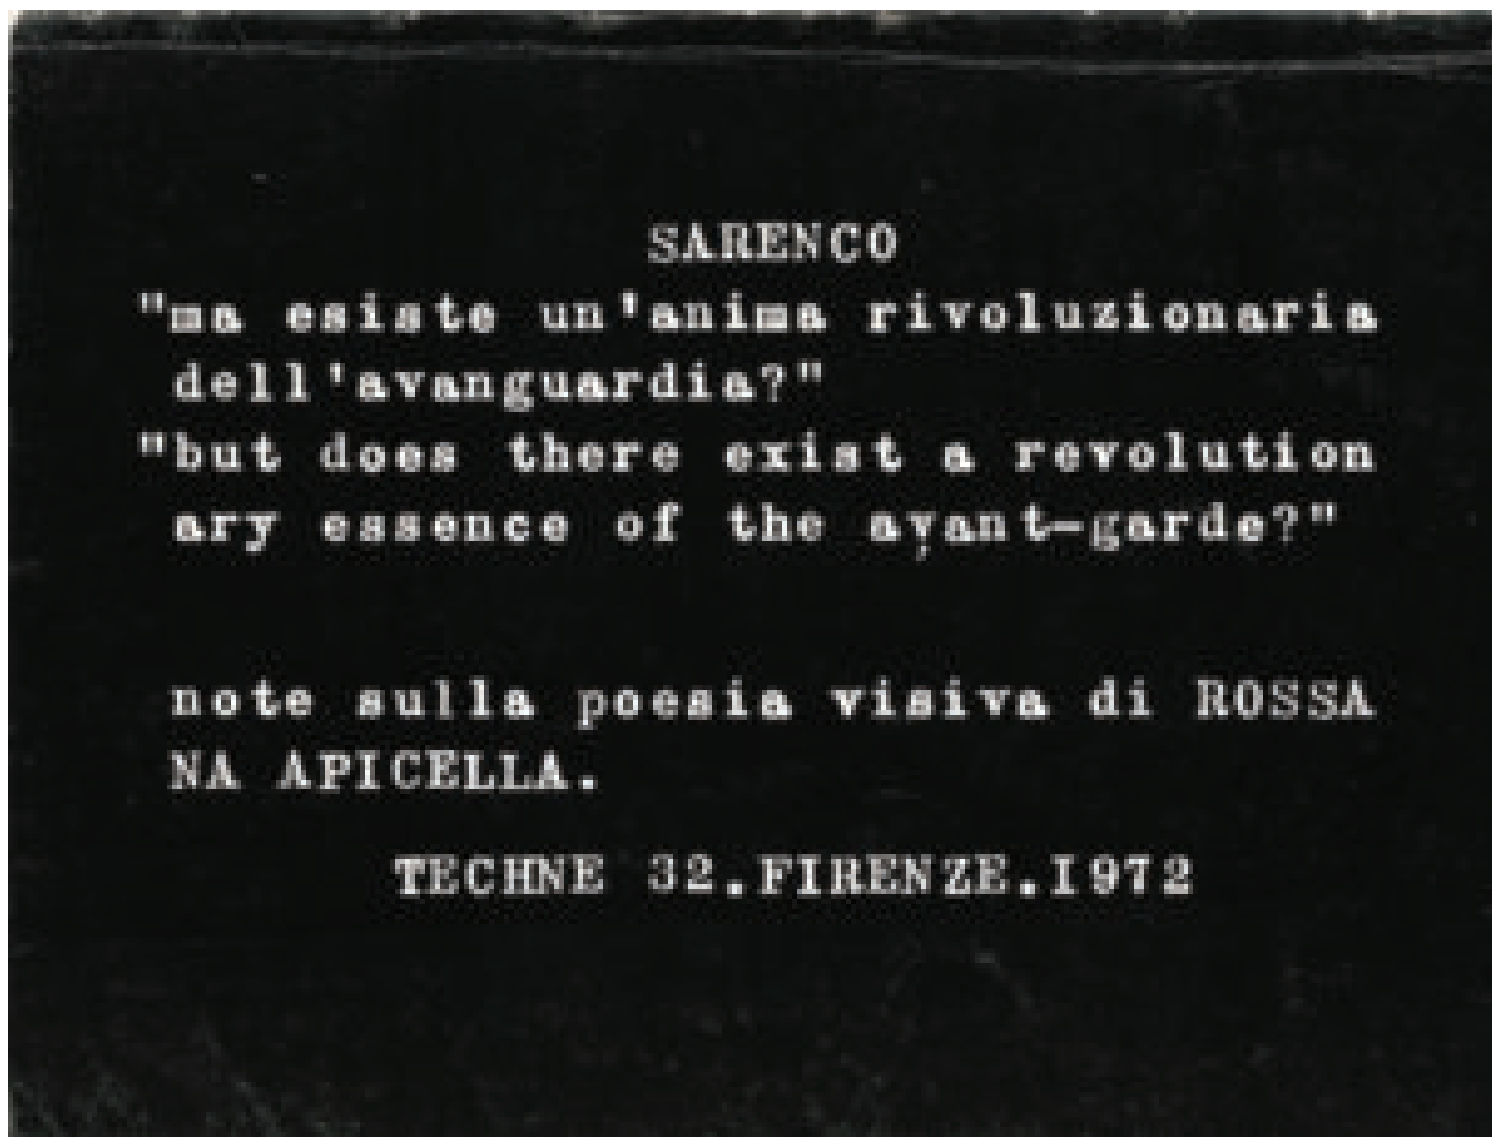 SARENCO
"ma esiste un'anima rivoluzionaria
dell'avanguardia?"
"but does there exist a revolution
ary essence of the avant-garde?"
note sulla poesia visiva di ROSSA
NA APICELLA.
TECHNE 32.FIRENZE.I972